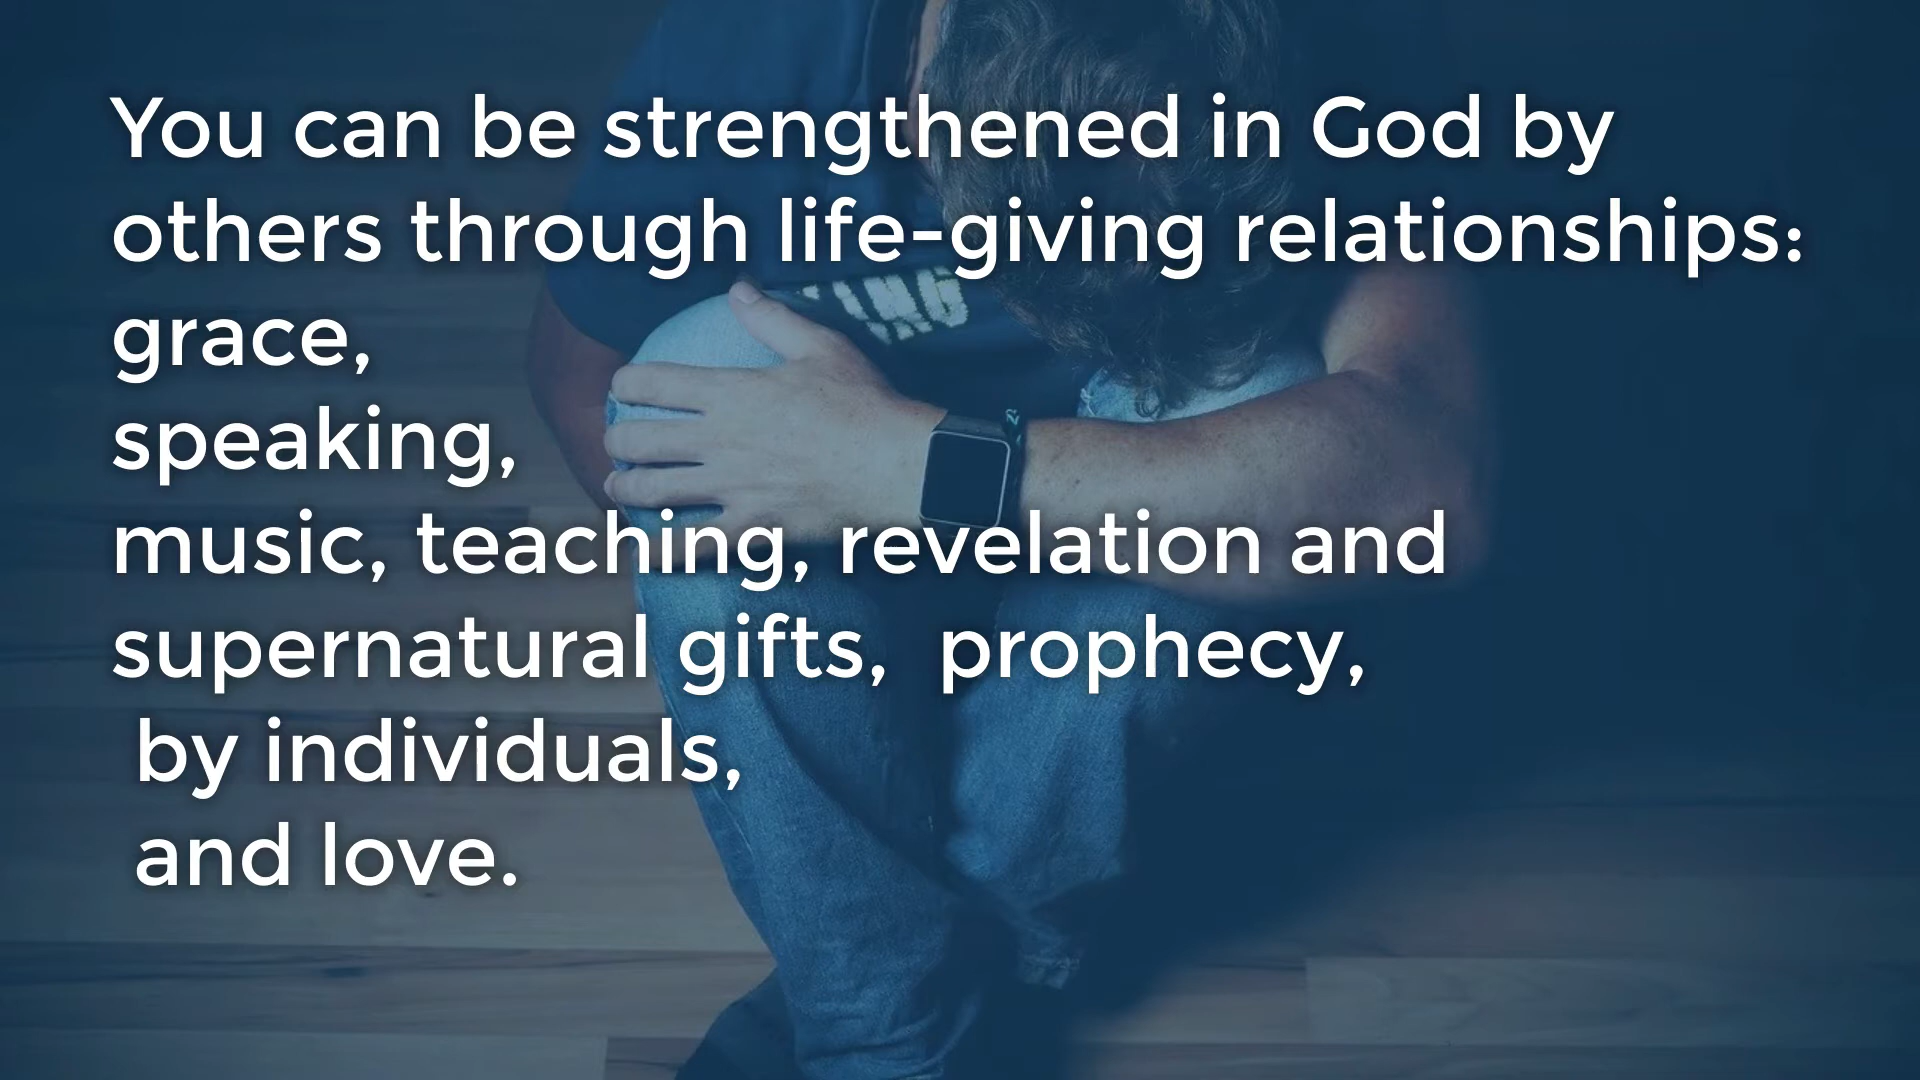 You can be strengthened in God by
others through life-giving relationships:
grace,
speaking,
music, teaching, revelation and
supernatural gifts,  prophecy,
by individuals,
and love.